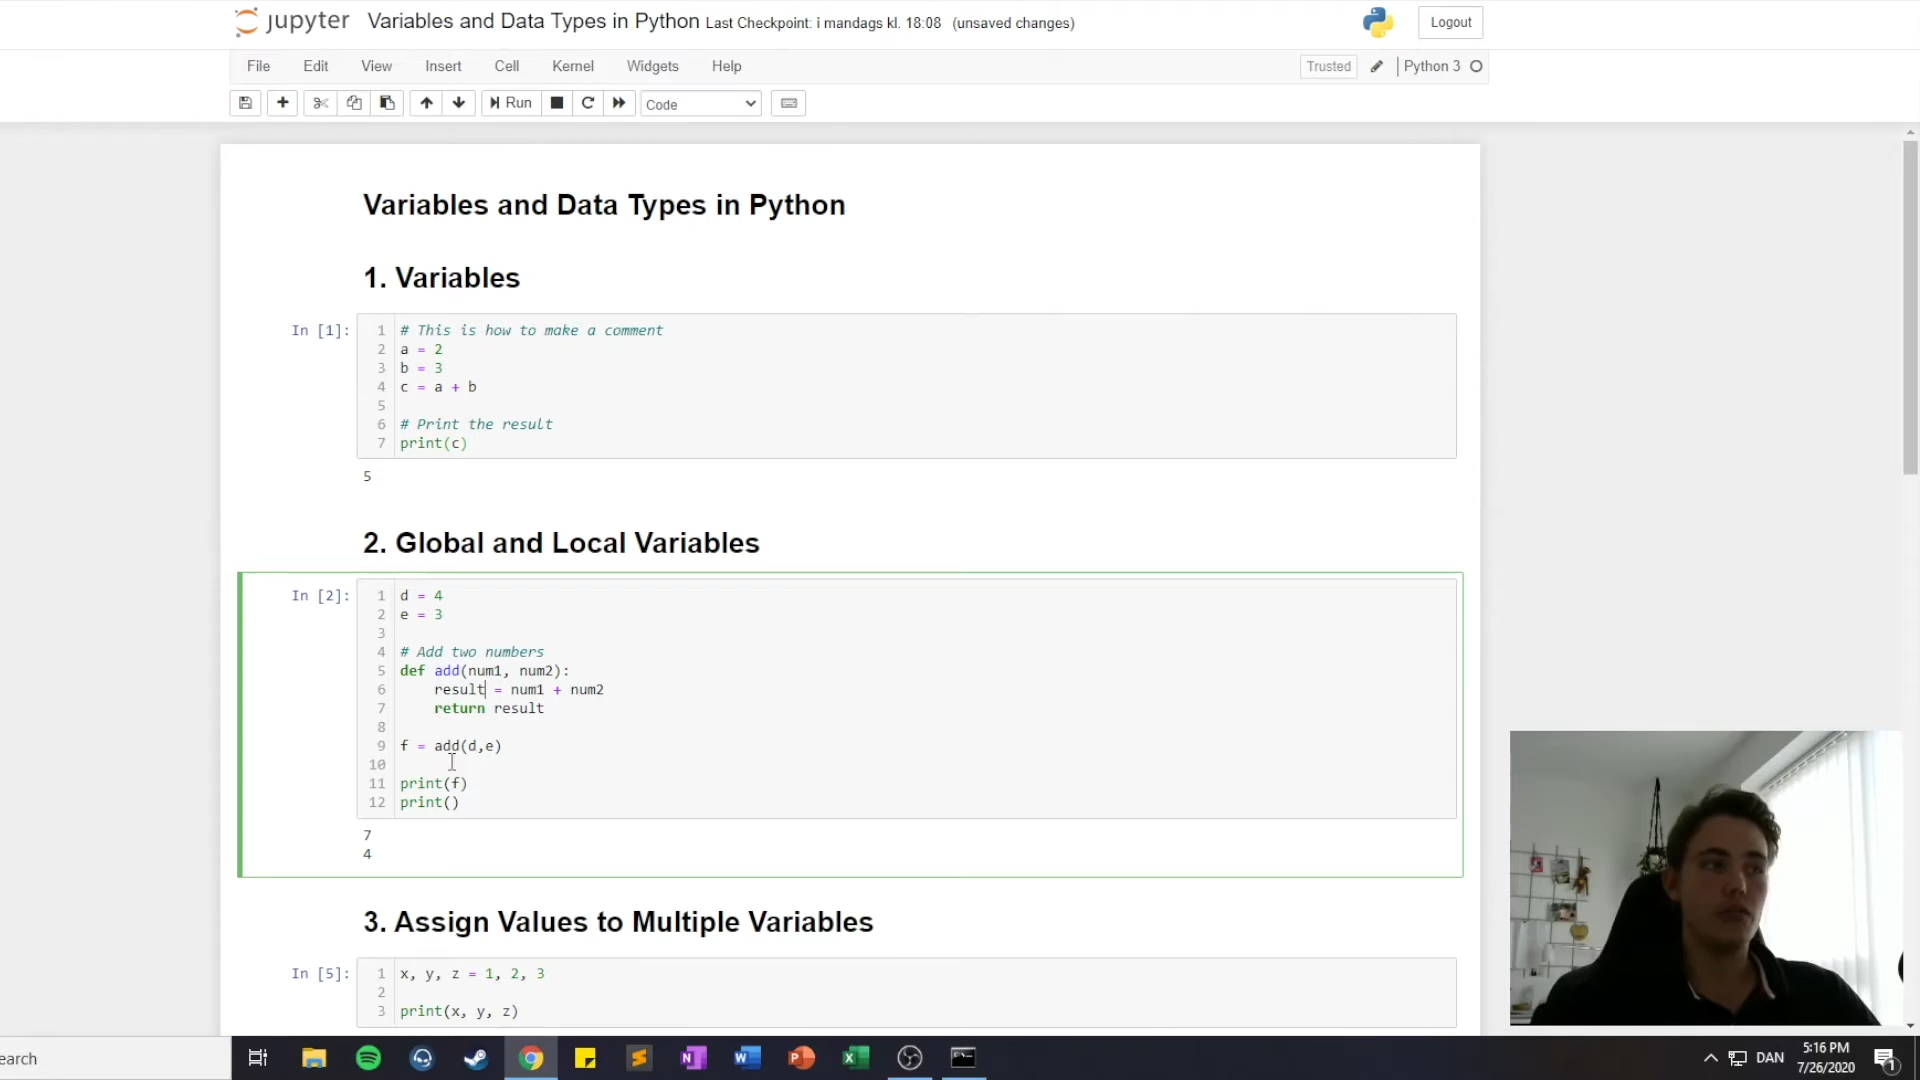 jupyter Variables and Data Types in Python Last Checkpoint: i mandags kl. 18:08 (unsaved changes)
Logout
File Edit View Insert Cell Kernel Widgets Help
Trusted Python 3
Run Code
Variables and Data Types in Python
1. Variables
In [1]:
1 # This is how to make a comment
2 a = 2
3 b = 3
4 c = a + b
5
6 # Print the result
7 print(c)
5
2. Global and Local Variables
In [2]:
1 d = 4
2 e = 3
3
4 # Add two numbers
5 def add(num1, num2):
6 result = num1 + num2
7 return result
8
9 f = add(d,e)
10
11 print(f)
12 print()
7
4
3. Assign Values to Multiple Variables
In [5]:
1 x, y, z = 1, 2, 3
2
3 print(x, y, z)
earch
DAN
5:16 PM
7/26/2020
1